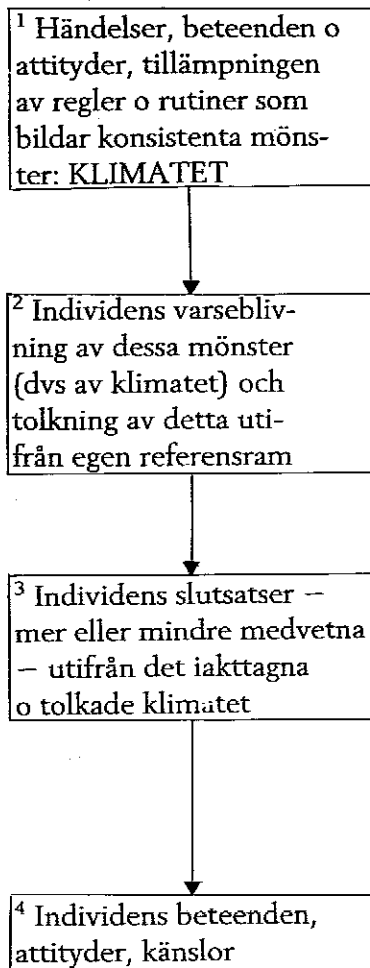 ¹ Händelser, beteenden o
attityder, tillämpningen
av regler o rutiner som
bildar konsistenta möns-
ter: KLIMATET
² Individens varsebliv-
ning av dessa mönster
(dvs av klimatet) och
tolkning av detta uti-
från egen referensram
³ Individens slutsatser –
mer eller mindre medvetna
– utifrån det iakttagna
o tolkade klimatet
⁴ Individens beteenden,
attityder, känslor